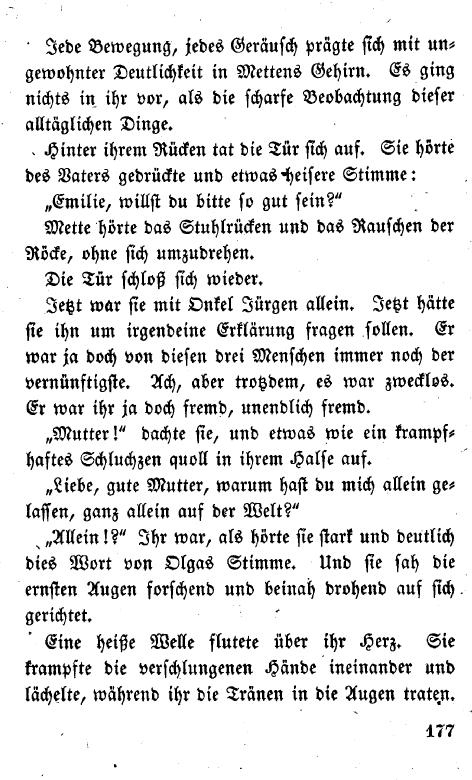 Jede Bewegung, jedes Geräusch prägte sich mit un-
gewohnter Deutlichkeit in Mettens Gehirn. Es ging
nichts in ihr vor, als die scharfe Beobachtung dieser
alltäglichen Dinge.
Hinter ihrem Rücken tat die Tür sich auf. Sie hörte
des Vaters gedrückte und etwas heisere Stimme:
„Emilie, willst du bitte so gut sein?“
Mette hörte das Stuhlrücken und das Rauschen der
Röcke, ohne sich umzudrehen.
Die Tür schloß sich wieder.
Jetzt war sie mit Onkel Jürgen allein. Jetzt hätte
sie ihn um irgendeine Erklärung fragen sollen. Er
war ja doch von diesen drei Menschen immer noch der
vernünftigste. Ach, aber trotzdem, es war zwecklos.
Er war ihr ja doch fremd, unendlich fremd.
„Mutter!“ dachte sie, und etwas wie ein krampf-
haftes Schluchzen quoll in ihrem Halse auf.
„Liebe, gute Mutter, warum hast du mich allein ge-
lassen, ganz allein auf der Welt?“
„Allein!?“ Ihr war, als hörte sie stark und deutlich
dies Wort von Olgas Stimme. Und sie sah die
ernsten Augen forschend und beinah drohend auf sich
gerichtet.
Eine heiße Welle flutete über ihr Herz. Sie
krampfte die verschlungenen Hände ineinander und
lächelte, während ihr die Tränen in die Augen traten.
177